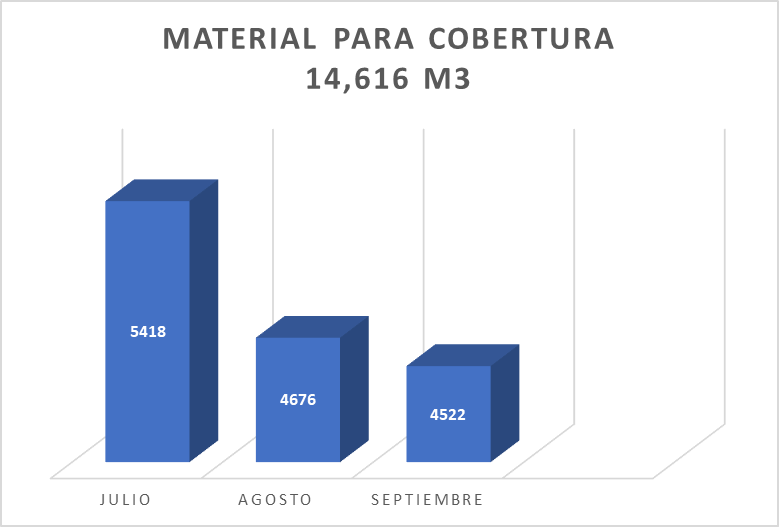 MATERIAL PARA COBERTURA
14,616 M3
5418
4676
4522
JULIO AGOSTO SEPTIEMBRE